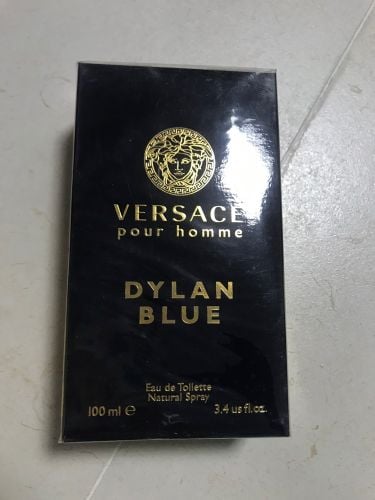 VERSACE
pour homme
DYLAN
BLUE
Eau de Toilette
Natural Spray
100 ml ℮ 3.4 us fl.oz.